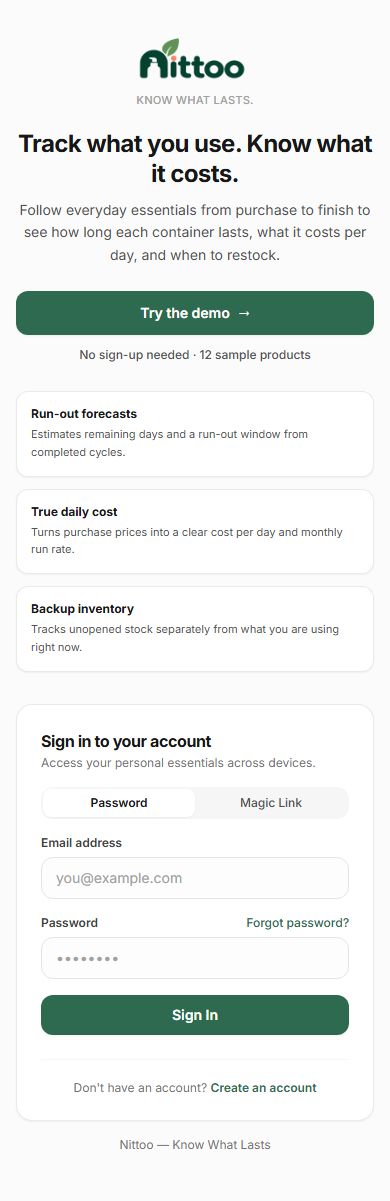 Nittoo
KNOW WHAT LASTS.
Track what you use. Know what
it costs.
Follow everyday essentials from purchase to finish to
see how long each container lasts, what it costs per
day, and when to restock.
Try the demo →
No sign-up needed · 12 sample products
Run-out forecasts
Estimates remaining days and a run-out window from
completed cycles.
True daily cost
Turns purchase prices into a clear cost per day and monthly
run rate.
Backup inventory
Tracks unopened stock separately from what you are using
right now.
Sign in to your account
Access your personal essentials across devices.
Password Magic Link
Email address
you@example.com
Password Forgot password?
••••••••
Sign In
Don't have an account? Create an account
Nittoo — Know What Lasts